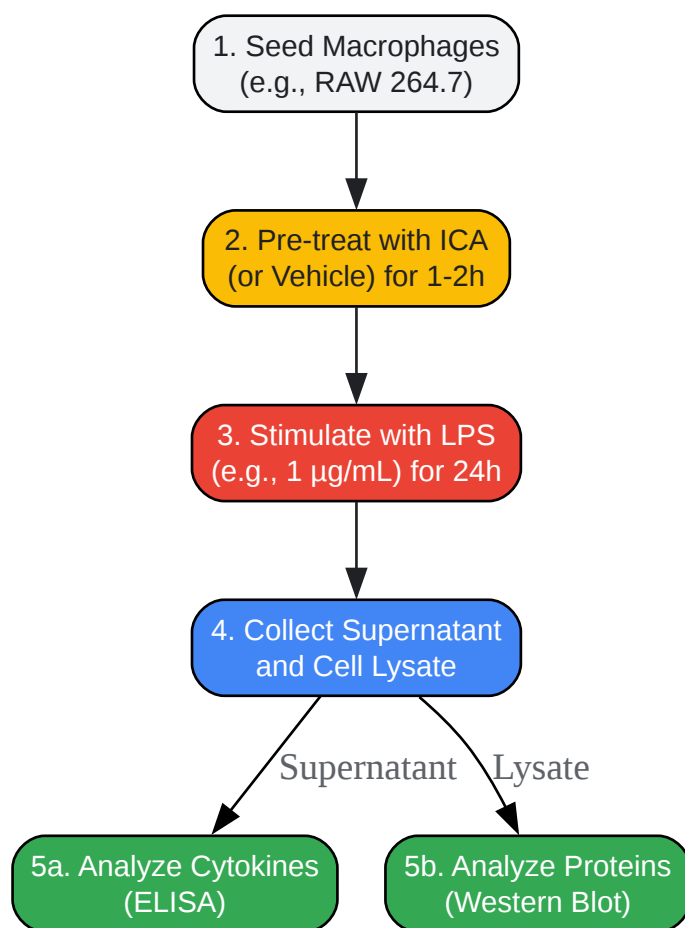 1. Seed Macrophages
(e.g., RAW 264.7)
2. Pre-treat with ICA
(or Vehicle) for 1-2h
3. Stimulate with LPS
(e.g., 1 µg/mL) for 24h
4. Collect Supernatant
and Cell Lysate
Supernatant
Lysate
5a. Analyze Cytokines
(ELISA)
5b. Analyze Proteins
(Western Blot)